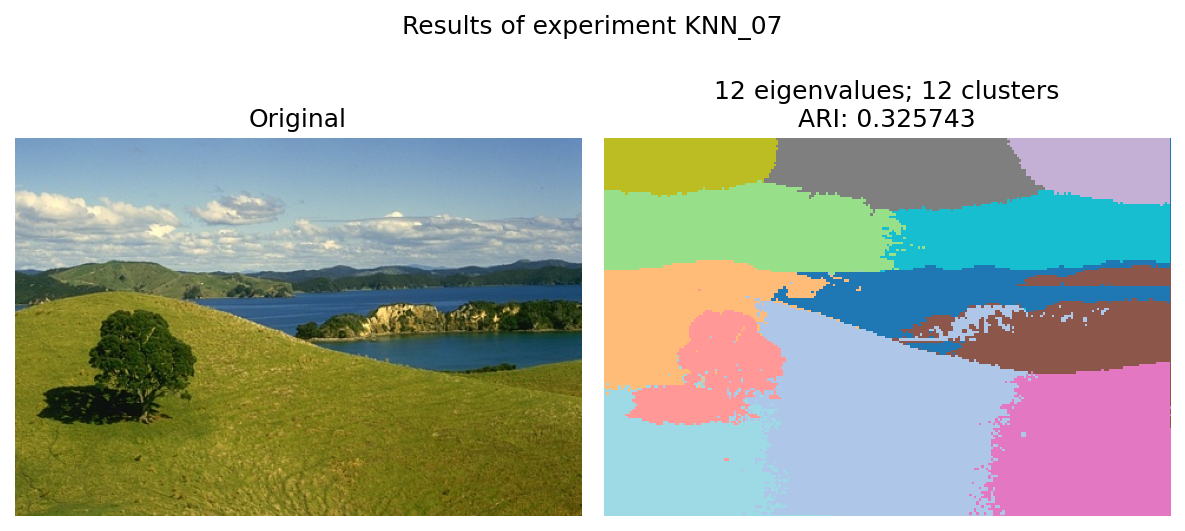 Results of experiment KNN_07
Original
12 eigenvalues; 12 clusters
ARI: 0.325743